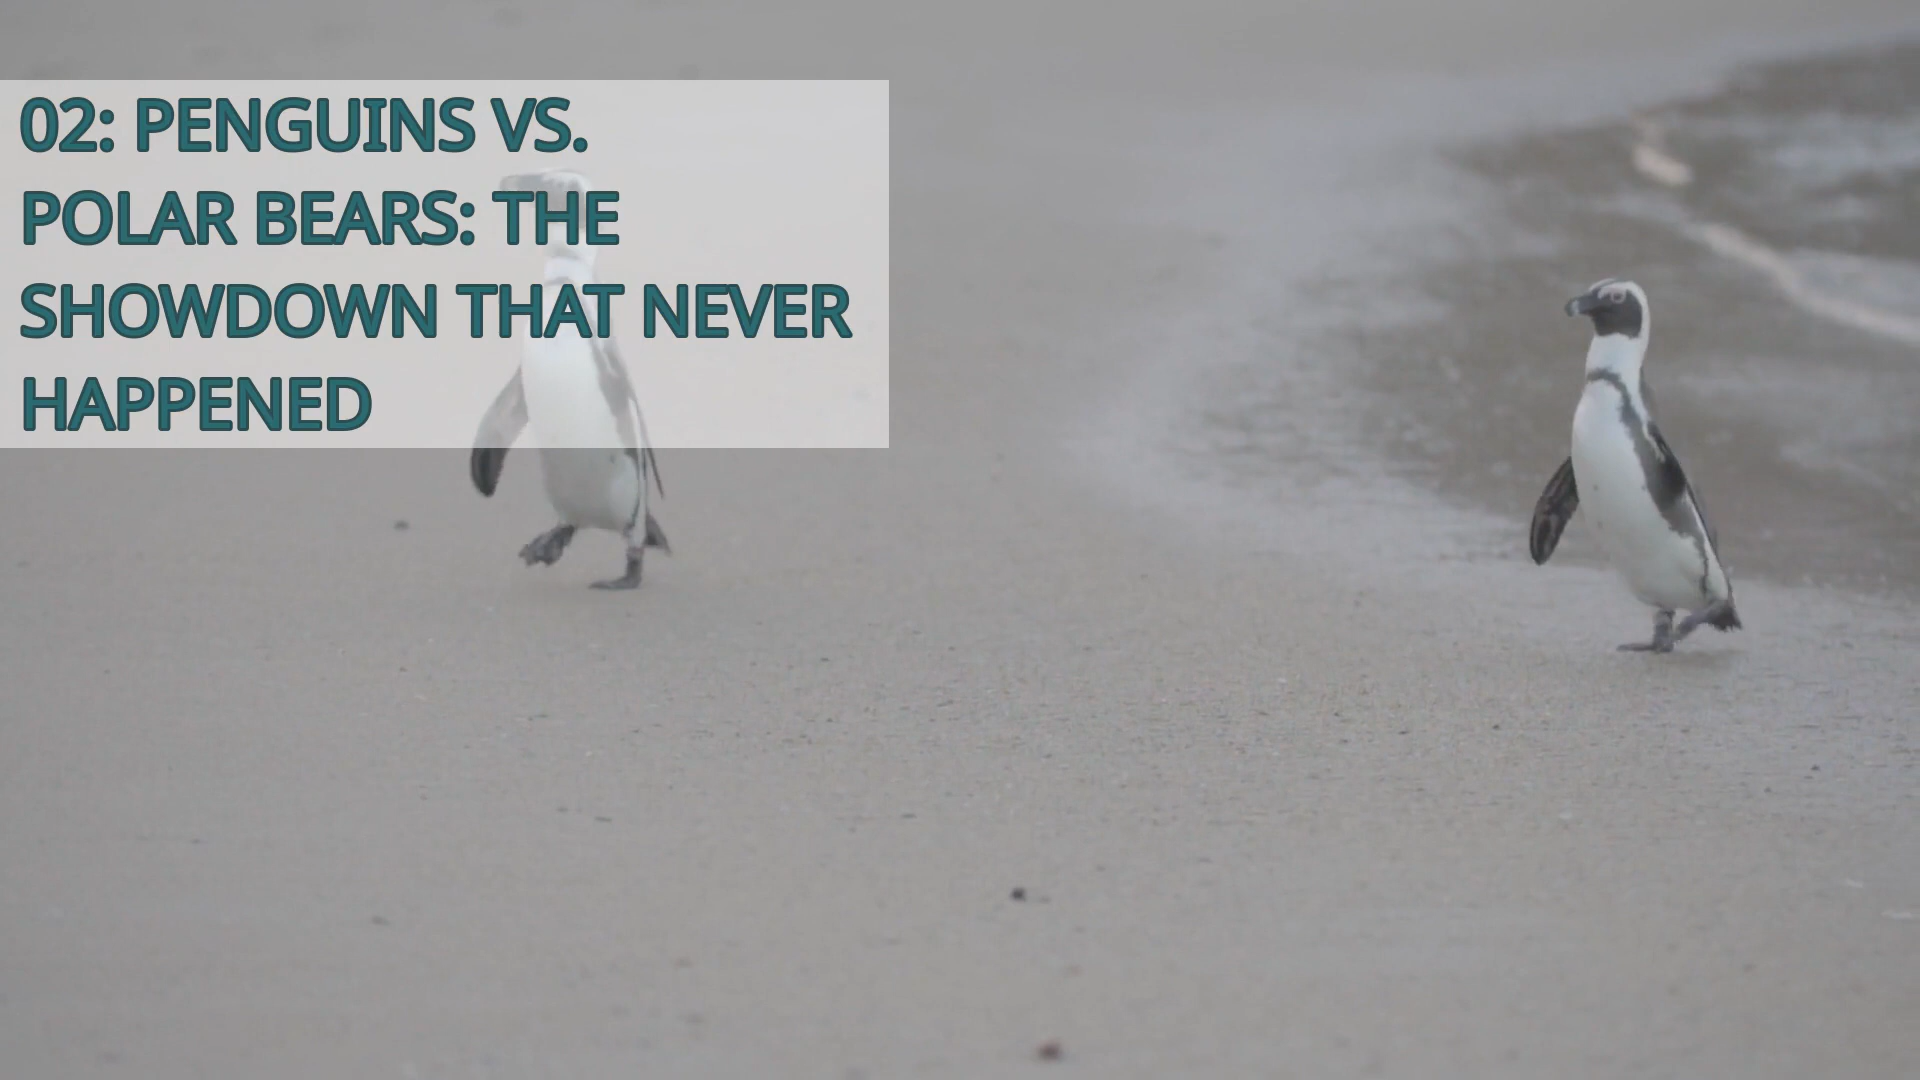 02: PENGUINS VS.
POLAR BEARS: THE
SHOWDOWN THAT NEVER
HAPPENED